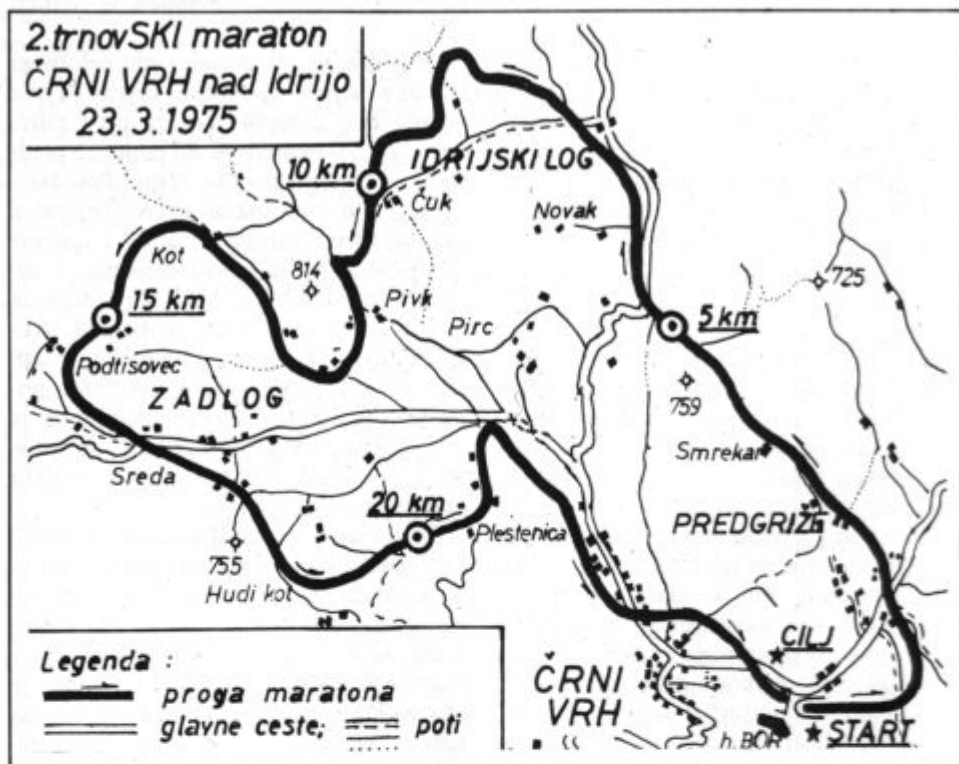 2. trnovSKI maraton
ČRNI VRH nad Idrijo
23.3.1975
10 km
IDRIJSKI LOG
Čuk
Novak
Kot
814
725
15 km
Pivk
Pirc
5 km
Podtisovec
ZADLOG
759
Smrekar
Sreda
20 km
PREDGRIŽE
Plestenica
755
Hudi kot
CILJ
ČRNI
VRH
h. BOR
START
Legenda :
proga maratona
glavne ceste; poti